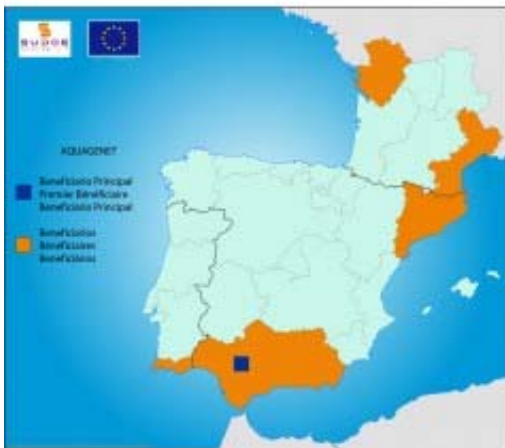 SUDOE
AQUAGENET
Beneficiario Principal
Premier Bénéficiaire
Beneficiário Principal
Beneficiarios
Bénéficiaires
Beneficiários